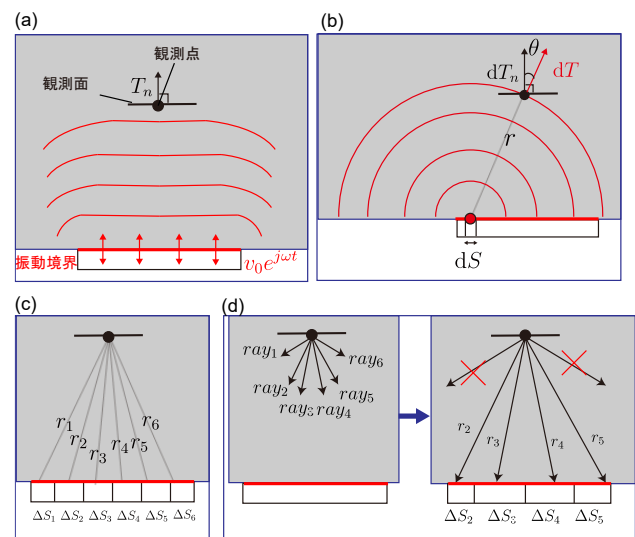 (a)
観測点
観測面
T_n
振動境界
v_0e^{jωt}
(b)
θ
dT_n
dT
r
dS
(c)
r_1
r_2
r_3
r_4
r_5
r_6
ΔS_1 ΔS_2 ΔS_3 ΔS_4 ΔS_5 ΔS_6
(d)
ray_1
ray_6
ray_2
ray_5
ray_3
ray_4
r_2
r_3
r_4
r_5
ΔS_2 ΔS_3 ΔS_4 ΔS_5